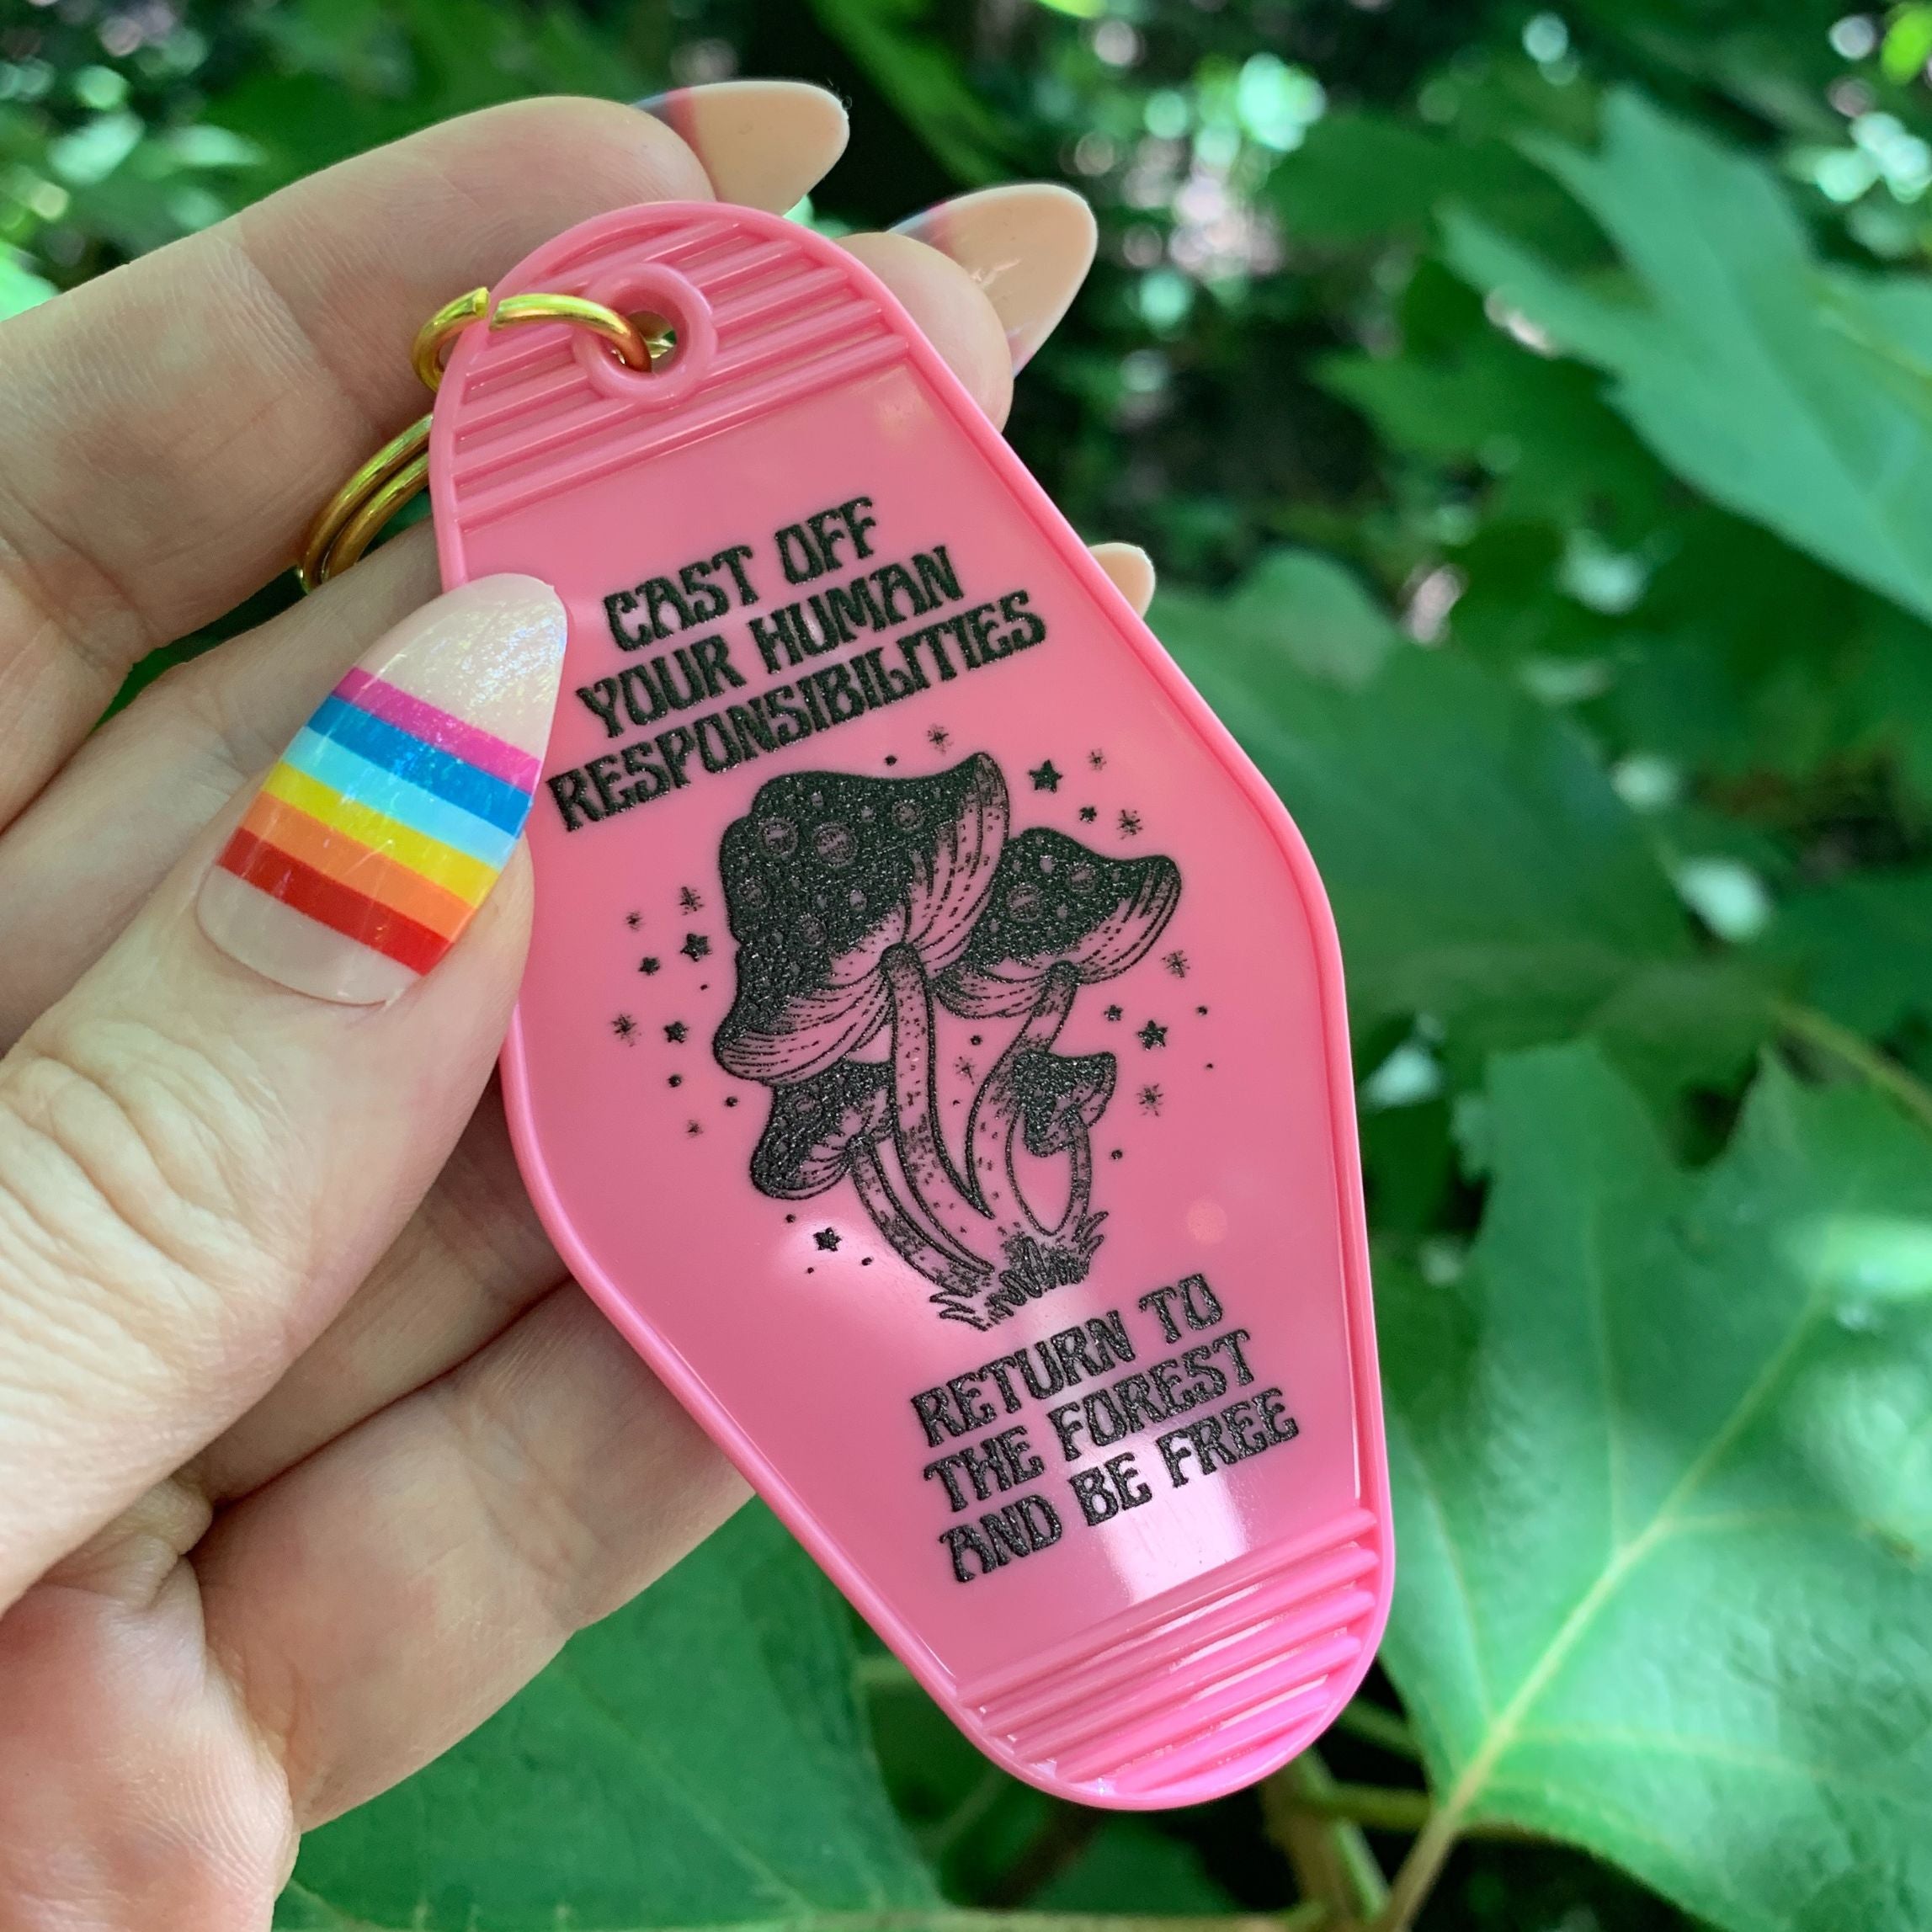 CAST OFF
YOUR HUMAN
RESPONSIBILITIES
RETURN TO
THE FOREST
AND BE FREE